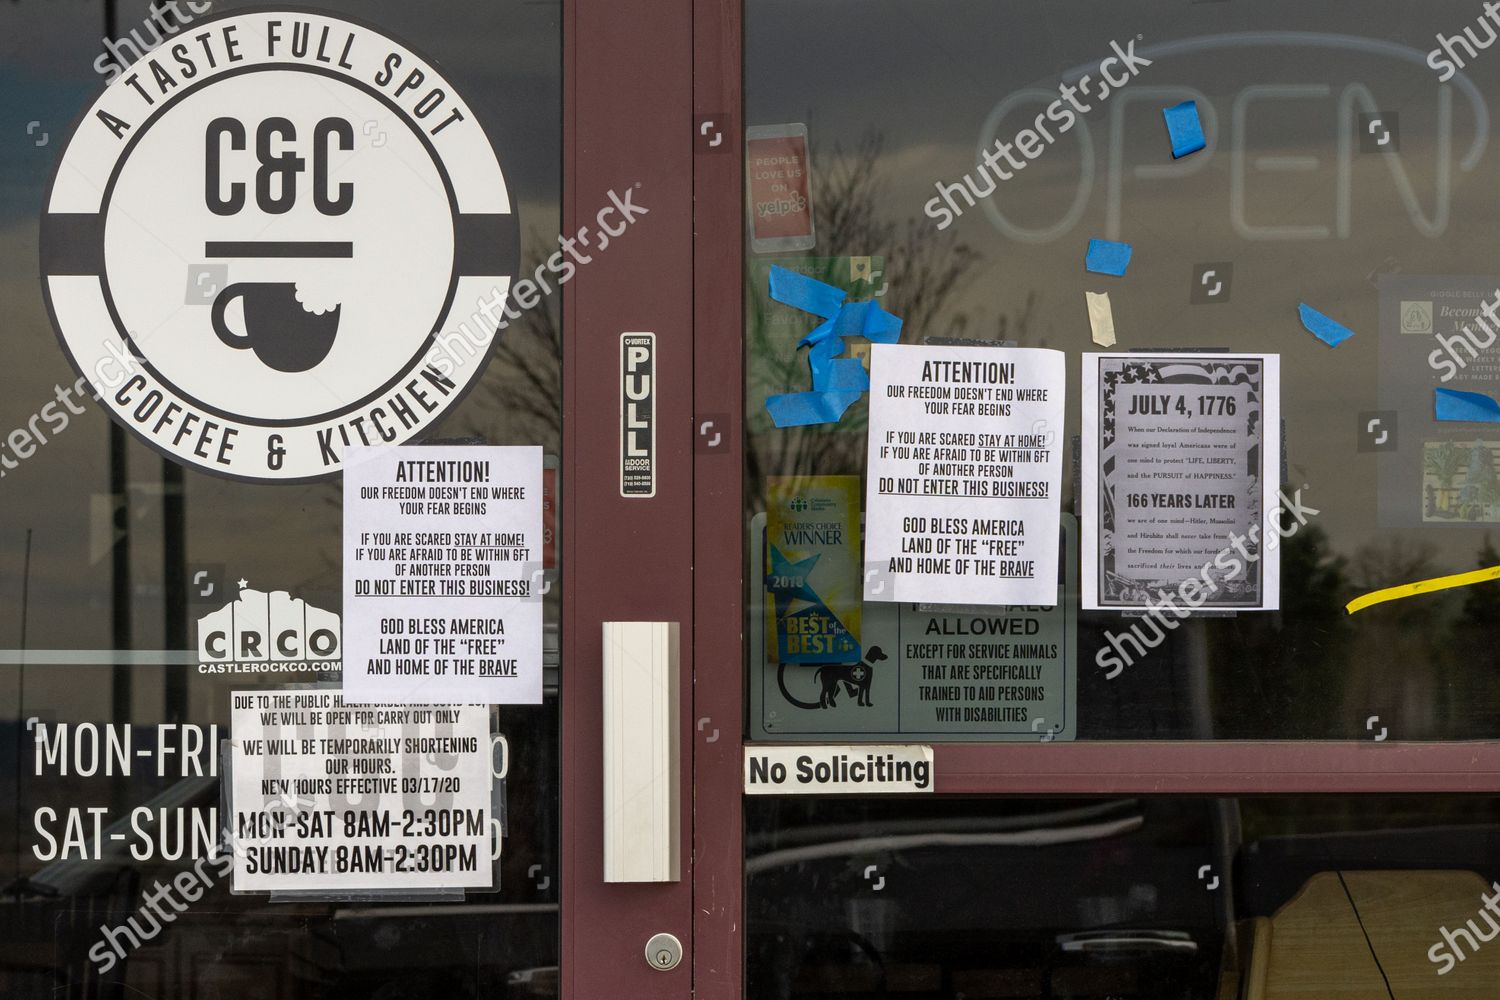 A TASTE FULL SPOT
C&C
COFFEE & KITCHEN
ATTENTION!
OUR FREEDOM DOESN'T END WHERE
YOUR FEAR BEGINS
IF YOU ARE SCARED STAY AT HOME!
IF YOU ARE AFRAID TO BE WITHIN 6FT
OF ANOTHER PERSON
DO NOT ENTER THIS BUSINESS!
GOD BLESS AMERICA
LAND OF THE “FREE”
AND HOME OF THE BRAVE
CRCO
CASTLEROCKCO.COM
DUE TO THE PUBLIC HEALTH ORDER AND COVID-19,
WE WILL BE OPEN FOR CARRY OUT ONLY
WE WILL BE TEMPORARILY SHORTENING
OUR HOURS.
NEW HOURS EFFECTIVE 03/17/20
MON-SAT 8AM-2:30PM
SUNDAY 8AM-2:30PM
MON-FRI
SAT-SUN
VORTEX
PULL
DOOR
SERVICE
OPEN
PEOPLE
LOVE US
ON
yelp
ATTENTION!
OUR FREEDOM DOESN'T END WHERE
YOUR FEAR BEGINS
IF YOU ARE SCARED STAY AT HOME!
IF YOU ARE AFRAID TO BE WITHIN 6FT
OF ANOTHER PERSON
DO NOT ENTER THIS BUSINESS!
GOD BLESS AMERICA
LAND OF THE “FREE”
AND HOME OF THE BRAVE
JULY 4, 1776
When our Declaration of Independence
was signed loyal Americans were of
one mind to protect "LIFE, LIBERTY,
and the PURSUIT of HAPPINESS."
166 YEARS LATER
we are of one mind—Hitler, Mussolini
and Hirohito shall never take from
the Freedom for which our forefathers
sacrificed their lives and
READERS CHOICE
WINNER
2018
BEST of the
BEST
ALLOWED
EXCEPT FOR SERVICE ANIMALS
THAT ARE SPECIFICALLY
TRAINED TO AID PERSONS
WITH DISABILITIES
No Soliciting
GIGGLE BELLY
Become
shutterstock